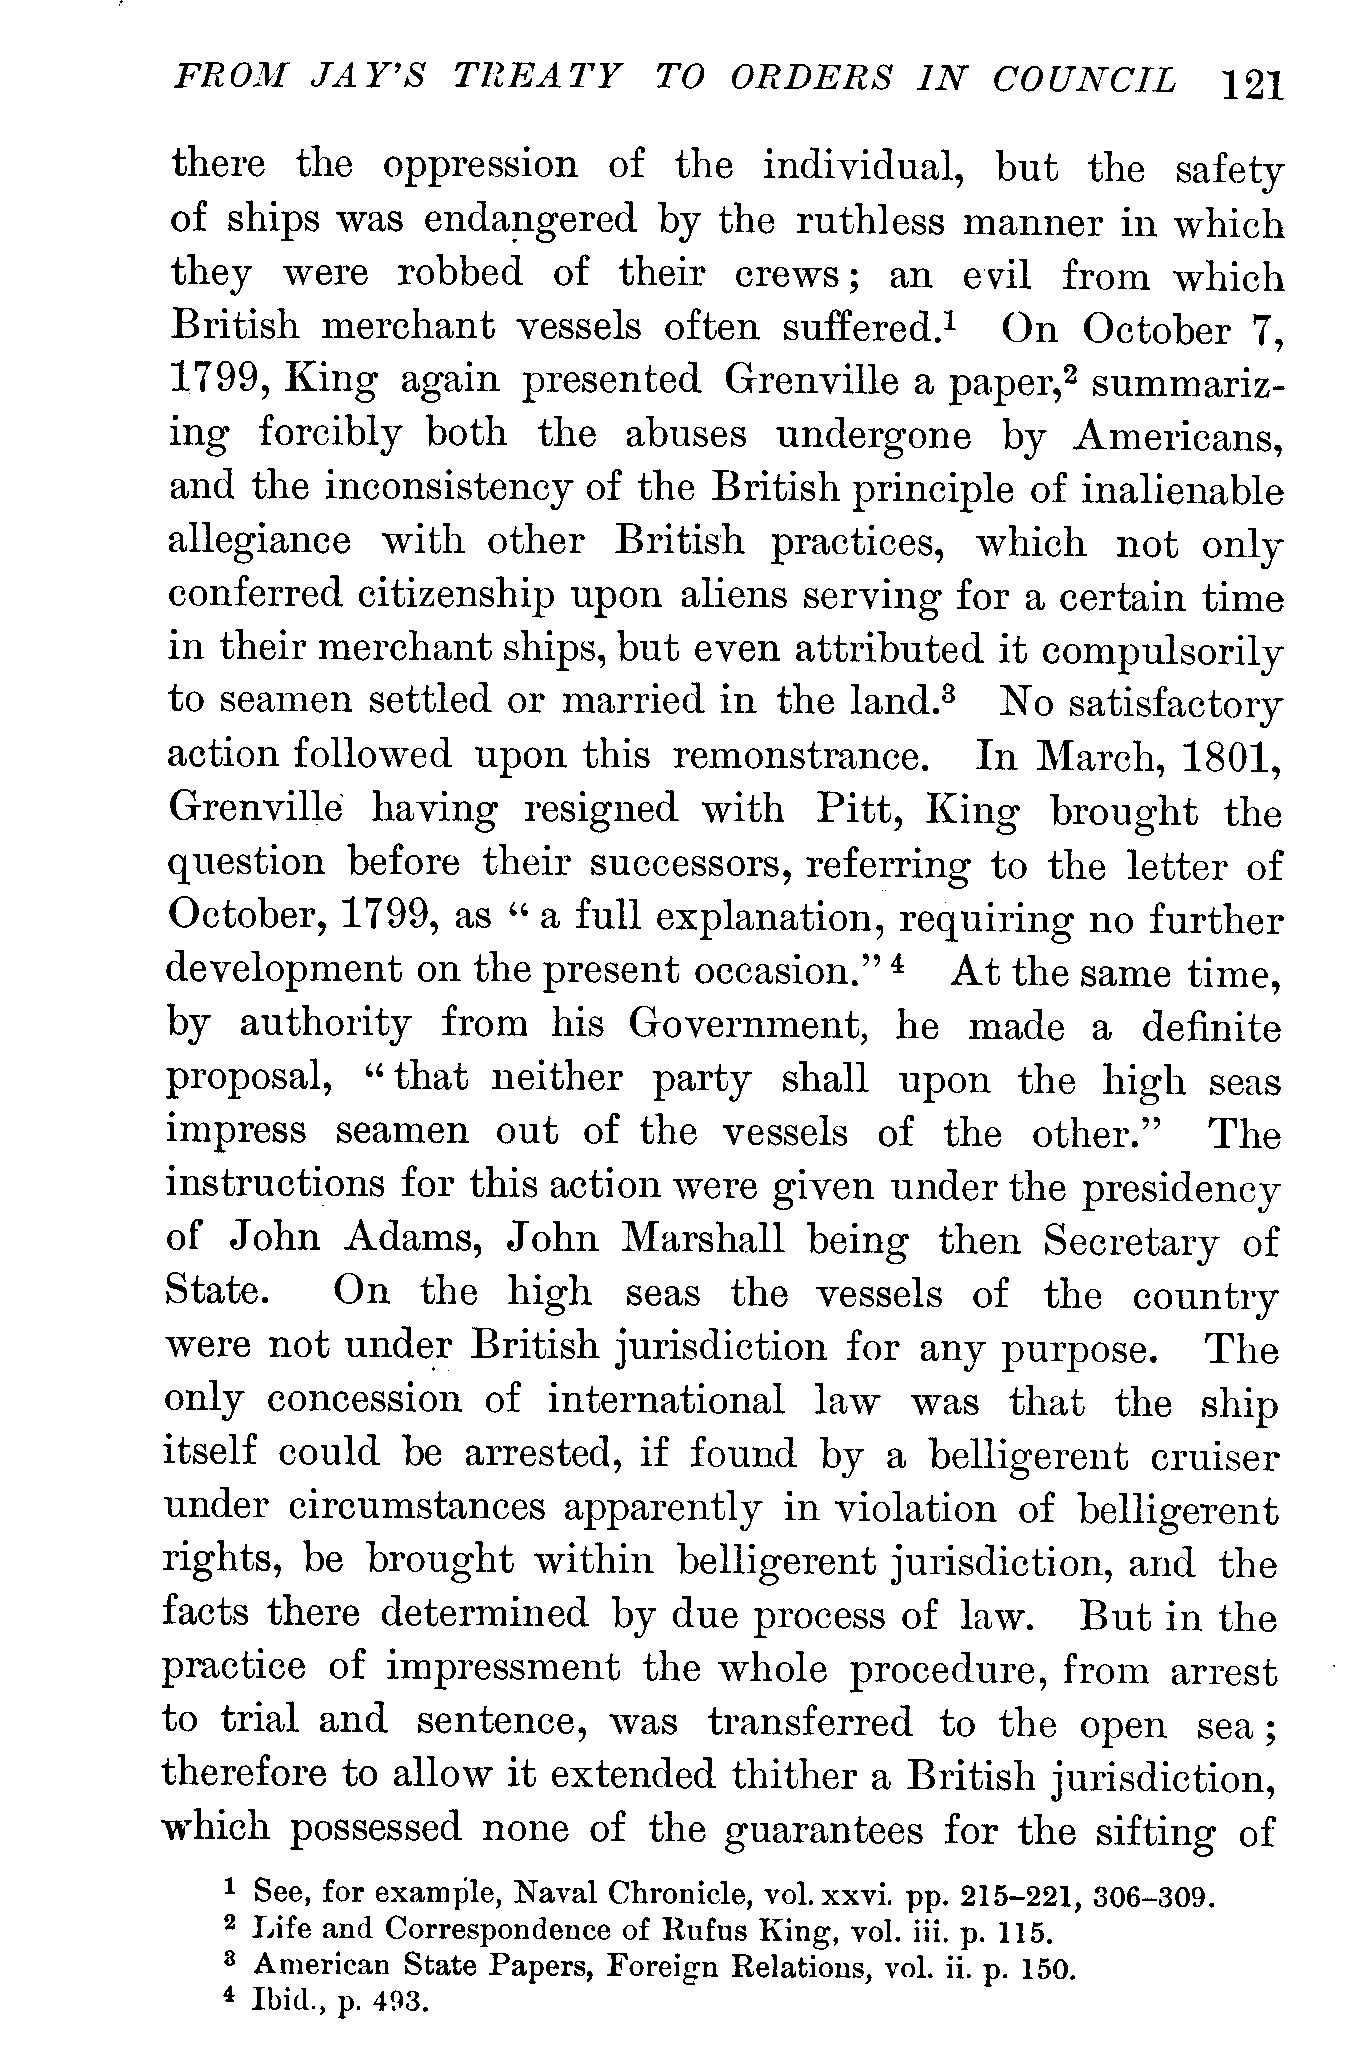 FROM JAY'S TREATY TO ORDERS IN COUNCIL 121
there the oppression of the individual, but the safety
of ships was endangered by the ruthless manner in which
they were robbed of their crews; an evil from which
British merchant vessels often suffered.¹ On October 7,
1799, King again presented Grenville a paper,² summariz-
ing forcibly both the abuses undergone by Americans,
and the inconsistency of the British principle of inalienable
allegiance with other British practices, which not only
conferred citizenship upon aliens serving for a certain time
in their merchant ships, but even attributed it compulsorily
to seamen settled or married in the land.³ No satisfactory
action followed upon this remonstrance. In March, 1801,
Grenville having resigned with Pitt, King brought the
question before their successors, referring to the letter of
October, 1799, as “a full explanation, requiring no further
development on the present occasion.”⁴ At the same time,
by authority from his Government, he made a definite
proposal, “that neither party shall upon the high seas
impress seamen out of the vessels of the other.” The
instructions for this action were given under the presidency
of John Adams, John Marshall being then Secretary of
State. On the high seas the vessels of the country
were not under British jurisdiction for any purpose. The
only concession of international law was that the ship
itself could be arrested, if found by a belligerent cruiser
under circumstances apparently in violation of belligerent
rights, be brought within belligerent jurisdiction, and the
facts there determined by due process of law. But in the
practice of impressment the whole procedure, from arrest
to trial and sentence, was transferred to the open sea;
therefore to allow it extended thither a British jurisdiction,
which possessed none of the guarantees for the sifting of
¹ See, for example, Naval Chronicle, vol. xxvi. pp. 215–221, 306–309.
² Life and Correspondence of Rufus King, vol. iii. p. 115.
³ American State Papers, Foreign Relations, vol. ii. p. 150.
⁴ Ibid., p. 493.